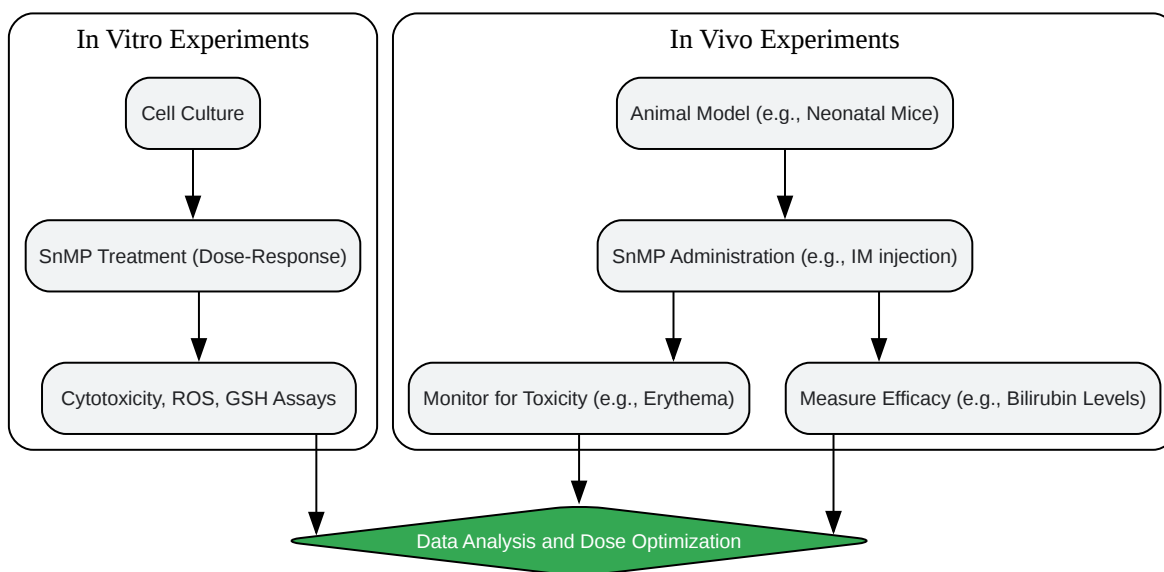 In Vitro Experiments
Cell Culture
SnMP Treatment (Dose-Response)
Cytotoxicity, ROS, GSH Assays
In Vivo Experiments
Animal Model (e.g., Neonatal Mice)
SnMP Administration (e.g., IM injection)
Monitor for Toxicity (e.g., Erythema)
Measure Efficacy (e.g., Bilirubin Levels)
Data Analysis and Dose Optimization